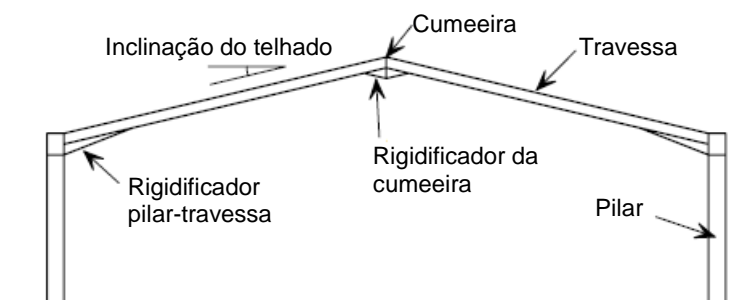 Cumeeira
Inclinação do telhado
Travessa
Rigidificador da
cumeeira
Rigidificador
pilar-travessa
Pilar